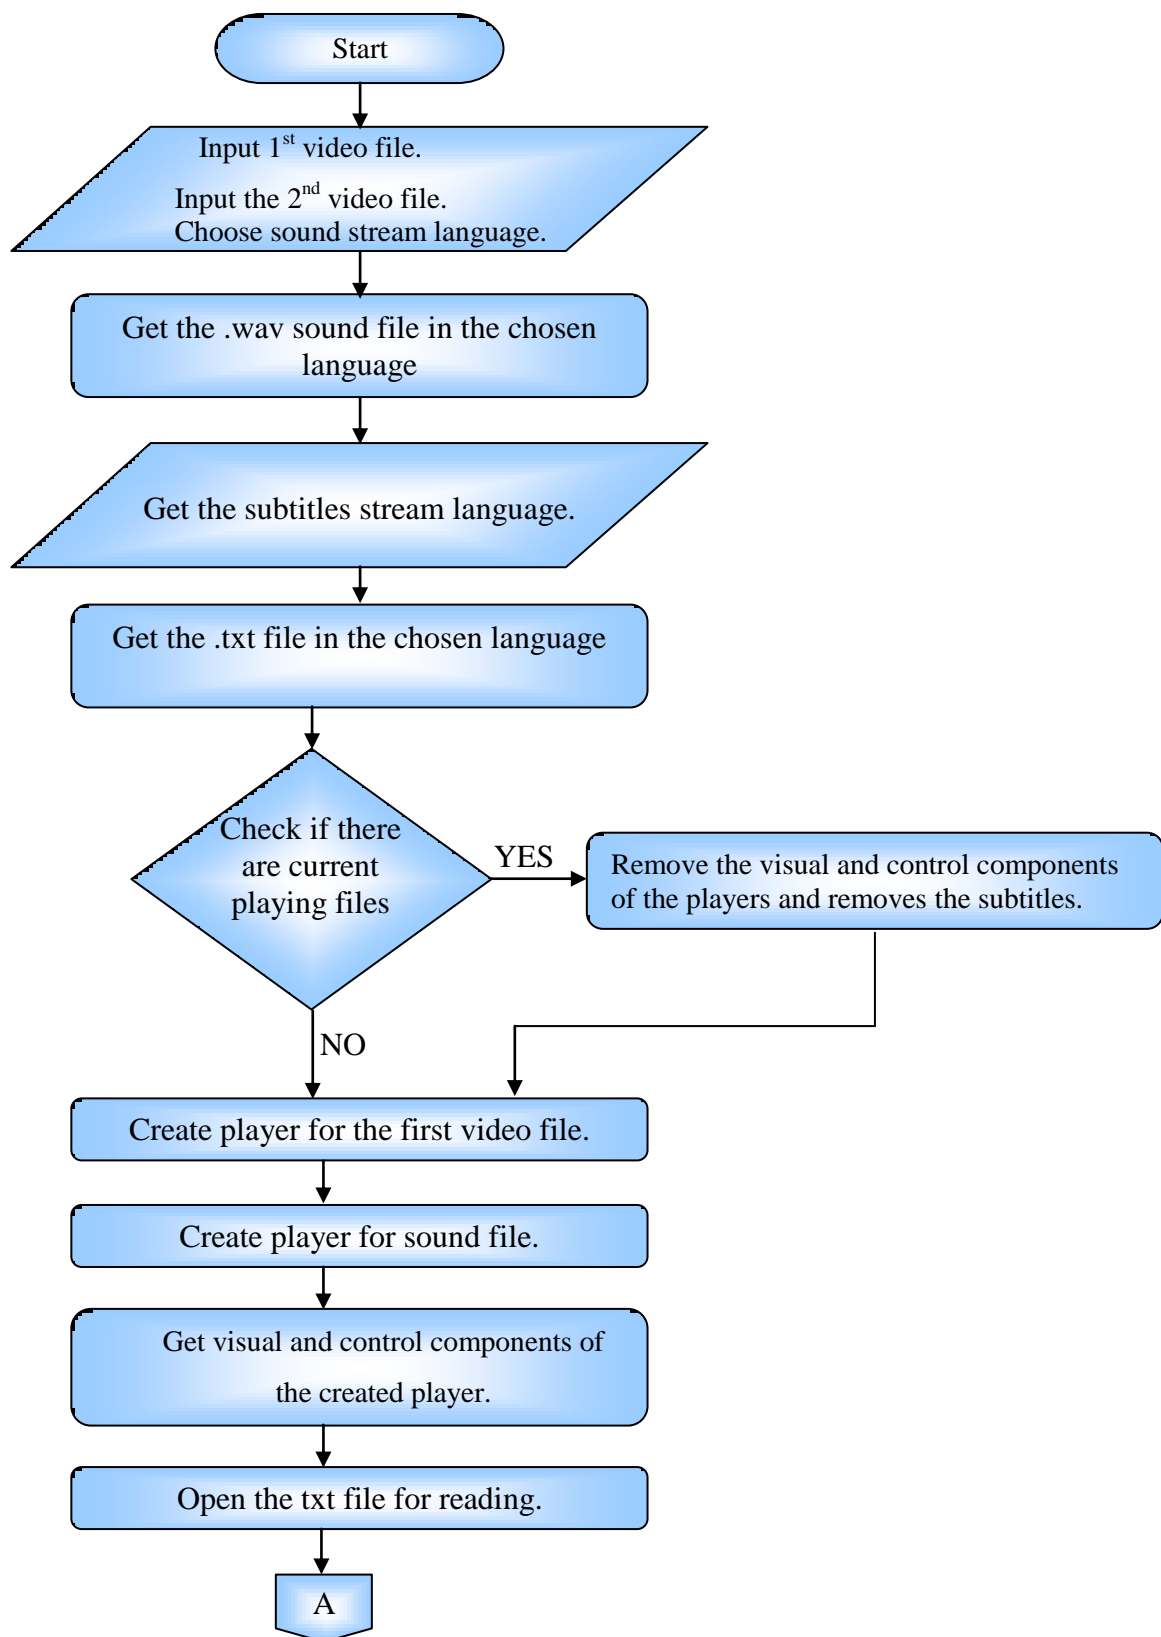 Start
Input 1st video file.
Input the 2nd video file.
Choose sound stream language.
Get the .wav sound file in the chosen
language
Get the subtitles stream language.
Get the .txt file in the chosen language
Check if there
are current
playing files
YES
Remove the visual and control components
of the players and removes the subtitles.
NO
Create player for the first video file.
Create player for sound file.
Get visual and control components of
the created player.
Open the txt file for reading.
A